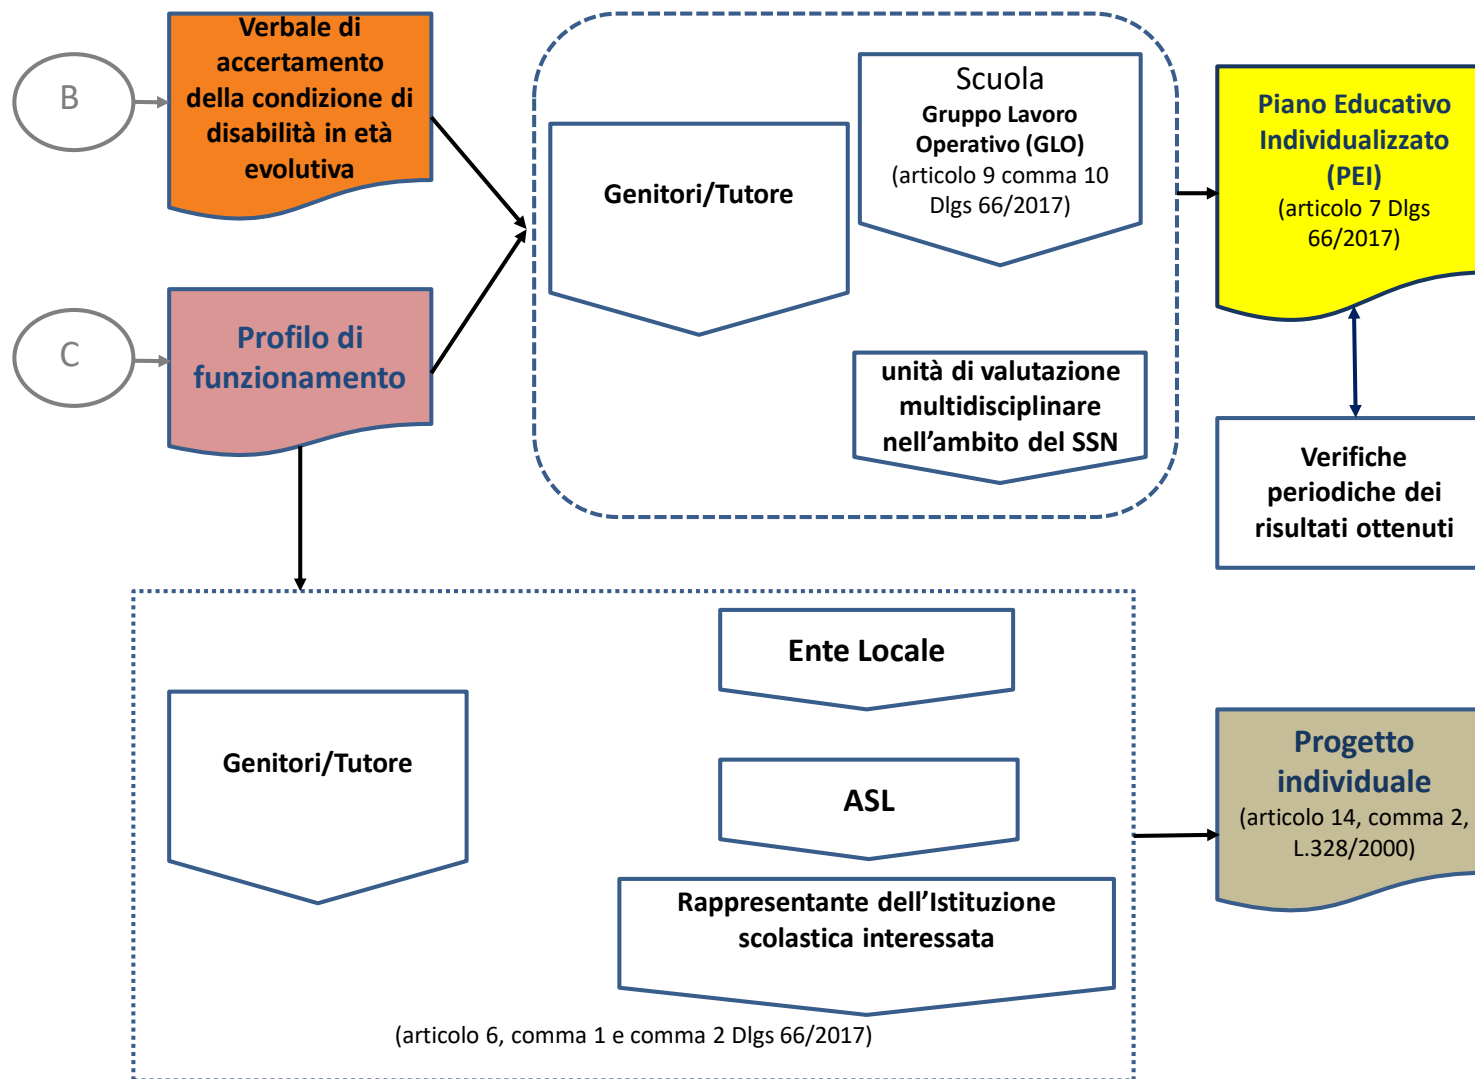 B
Verbale di
accertamento
della condizione di
disabilità in età
evolutiva
C
Profilo di
funzionamento
Genitori/Tutore
Scuola
Gruppo Lavoro
Operativo (GLO)
(articolo 9 comma 10
Dlgs 66/2017)
unità di valutazione
multidisciplinare
nell’ambito del SSN
Piano Educativo
Individualizzato
(PEI)
(articolo 7 Dlgs
66/2017)
Verifiche
periodiche dei
risultati ottenuti
Genitori/Tutore
Ente Locale
ASL
Rappresentante dell’Istituzione
scolastica interessata
(articolo 6, comma 1 e comma 2 Dlgs 66/2017)
Progetto
individuale
(articolo 14, comma 2,
L.328/2000)